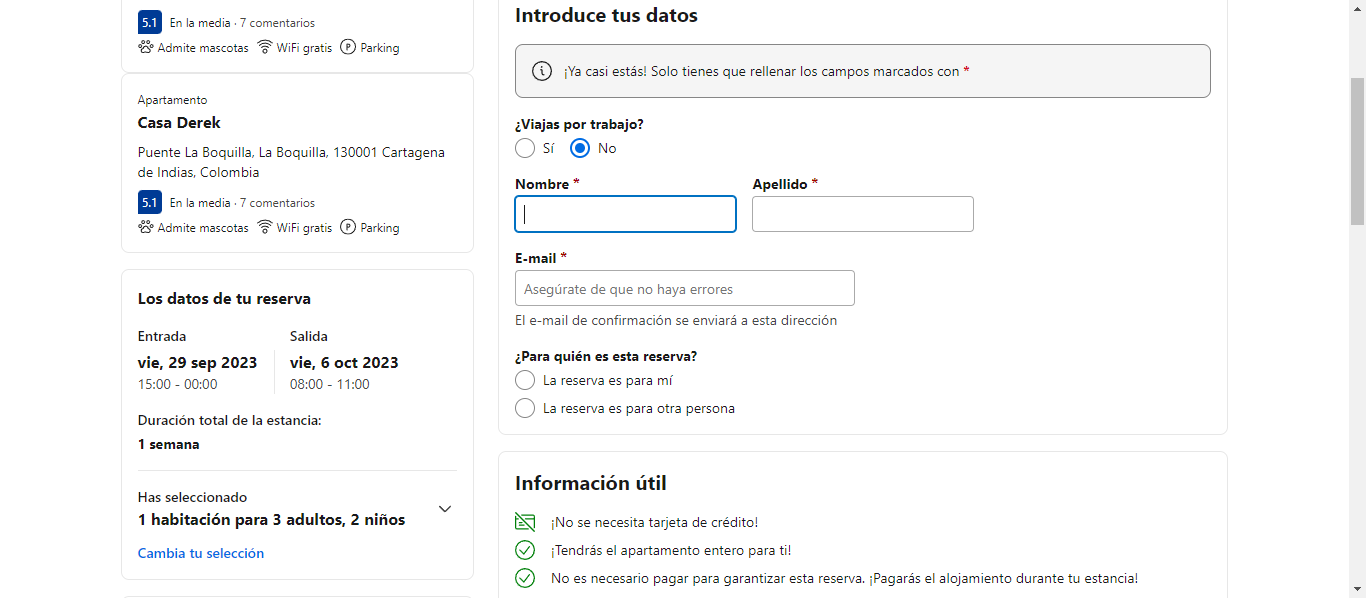 5.1 En la media · 7 comentarios
Admite mascotas WiFi gratis P Parking
Apartamento
Casa Derek
Puente La Boquilla, La Boquilla, 130001 Cartagena
de Indias, Colombia
5.1 En la media · 7 comentarios
Admite mascotas WiFi gratis P Parking
Los datos de tu reserva
Entrada Salida
vie, 29 sep 2023 vie, 6 oct 2023
15:00 - 00:00 08:00 - 11:00
Duración total de la estancia:
1 semana
Has seleccionado
1 habitación para 3 adultos, 2 niños
Cambia tu selección
Introduce tus datos
¡Ya casi estás! Solo tienes que rellenar los campos marcados con *
¿Viajas por trabajo?
Sí No
Nombre * Apellido *
E-mail *
Asegúrate de que no haya errores
El e-mail de confirmación se enviará a esta dirección
¿Para quién es esta reserva?
La reserva es para mí
La reserva es para otra persona
Información útil
¡No se necesita tarjeta de crédito!
¡Tendrás el apartamento entero para ti!
No es necesario pagar para garantizar esta reserva. ¡Pagarás el alojamiento durante tu estancia!